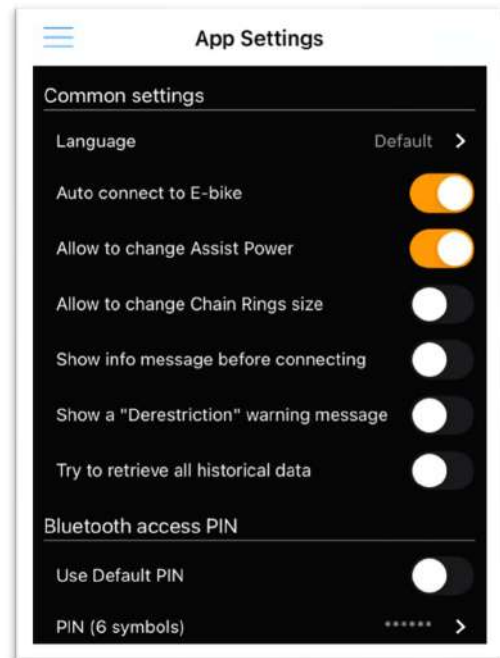 App Settings
Common settings
Language Default >
Auto connect to E-bike
Allow to change Assist Power
Allow to change Chain Rings size
Show info message before connecting
Show a "Derestriction" warning message
Try to retrieve all historical data
Bluetooth access PIN
Use Default PIN
PIN (6 symbols) ****** >